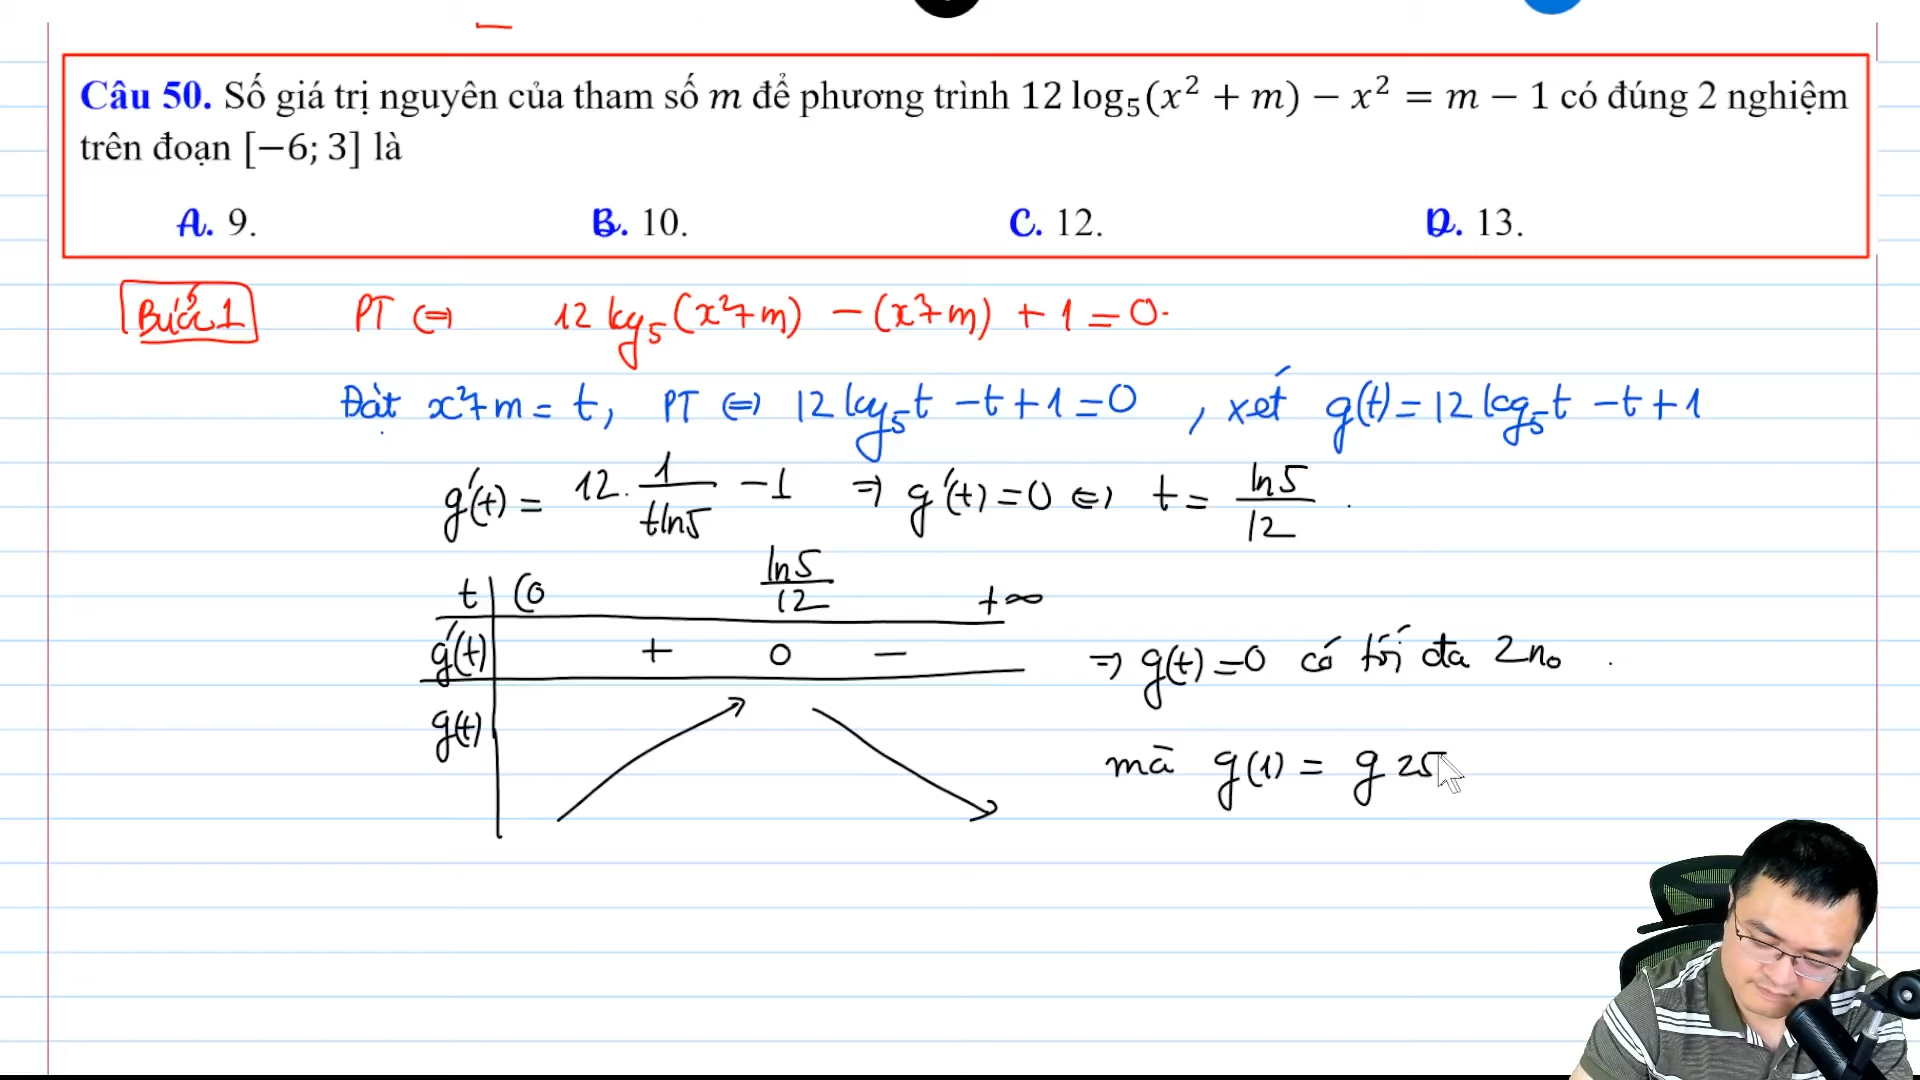 Câu 50. Số giá trị nguyên của tham số m để phương trình 12 log₅(x² + m) − x² = m − 1 có đúng 2 nghiệm
trên đoạn [−6; 3] là
A. 9. B. 10. C. 12. D. 13.
Bước 1 PT ⇔ 12 log₅(x²+m) − (x²+m) + 1 = 0.
Đặt x²+m = t, PT ⇔ 12 log₅t − t + 1 = 0, xét g(t) = 12 log₅t − t + 1
g'(t) = 12. 1/(t ln5) − 1 ⇒ g'(t) = 0 ⇔ t = ln5/12.
t (0 ln5/12 +∞
g'(t) + 0 −
⇒ g(t) = 0 có tối đa 2 n₀.
g(t)
mà g(1) = g 25